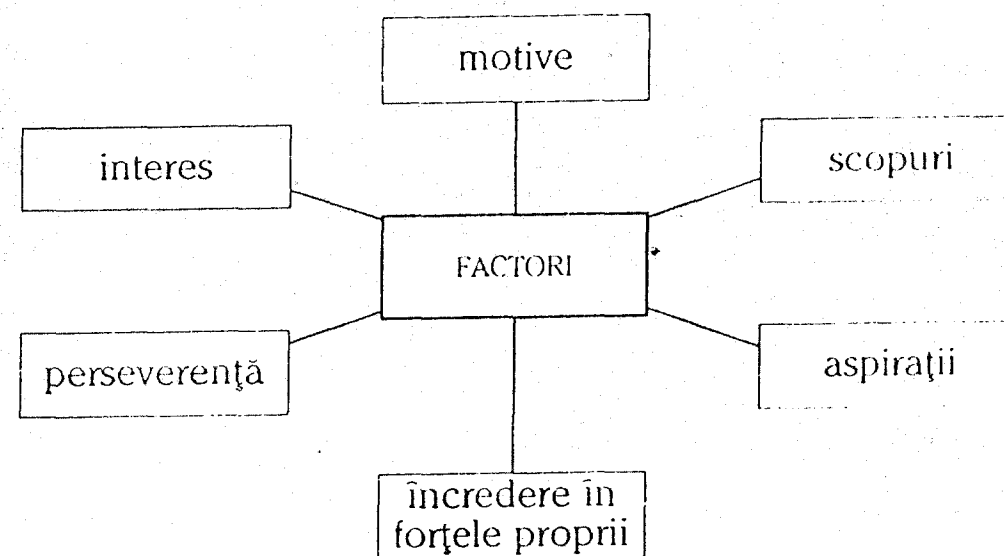 motive
interes
scopuri
FACTORI
perseverenţă
aspiraţii
încredere în
forţele proprii